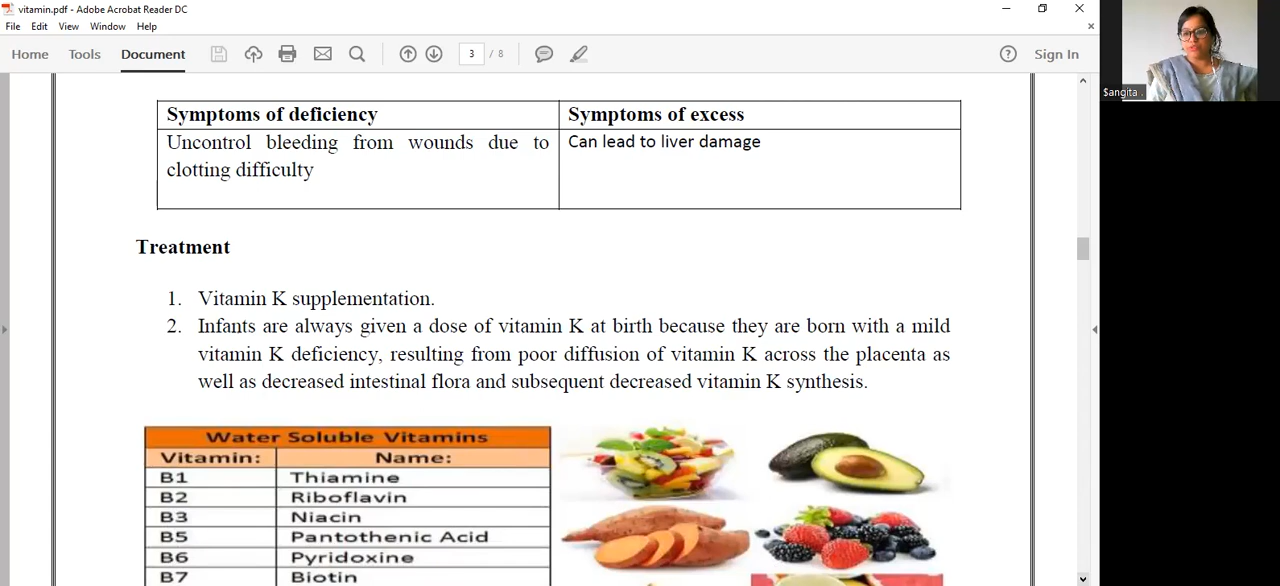 vitamin.pdf - Adobe Acrobat Reader DC
File Edit View Window Help
Home Tools Document 3 / 8 Sign In
$angita .
Symptoms of deficiency Symptoms of excess
Uncontrol bleeding from wounds due to Can lead to liver damage
clotting difficulty
Treatment
1. Vitamin K supplementation.
2. Infants are always given a dose of vitamin K at birth because they are born with a mild
vitamin K deficiency, resulting from poor diffusion of vitamin K across the placenta as
well as decreased intestinal flora and subsequent decreased vitamin K synthesis.
Water Soluble Vitamins
Vitamin: Name:
B1 Thiamine
B2 Riboflavin
B3 Niacin
B5 Pantothenic Acid
B6 Pyridoxine
B7 Biotin